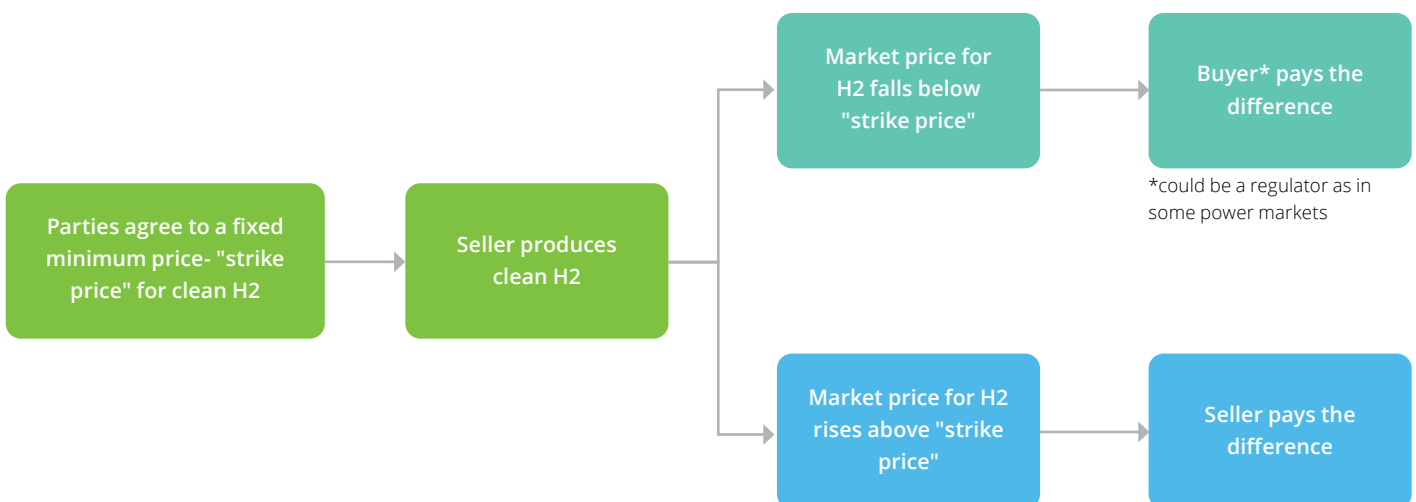 Parties agree to a fixed
minimum price- "strike
price" for clean H2
Seller produces
clean H2
Market price for
H2 falls below
"strike price"
Buyer* pays the
difference
*could be a regulator as in
some power markets
Market price for H2
rises above "strike
price"
Seller pays the
difference